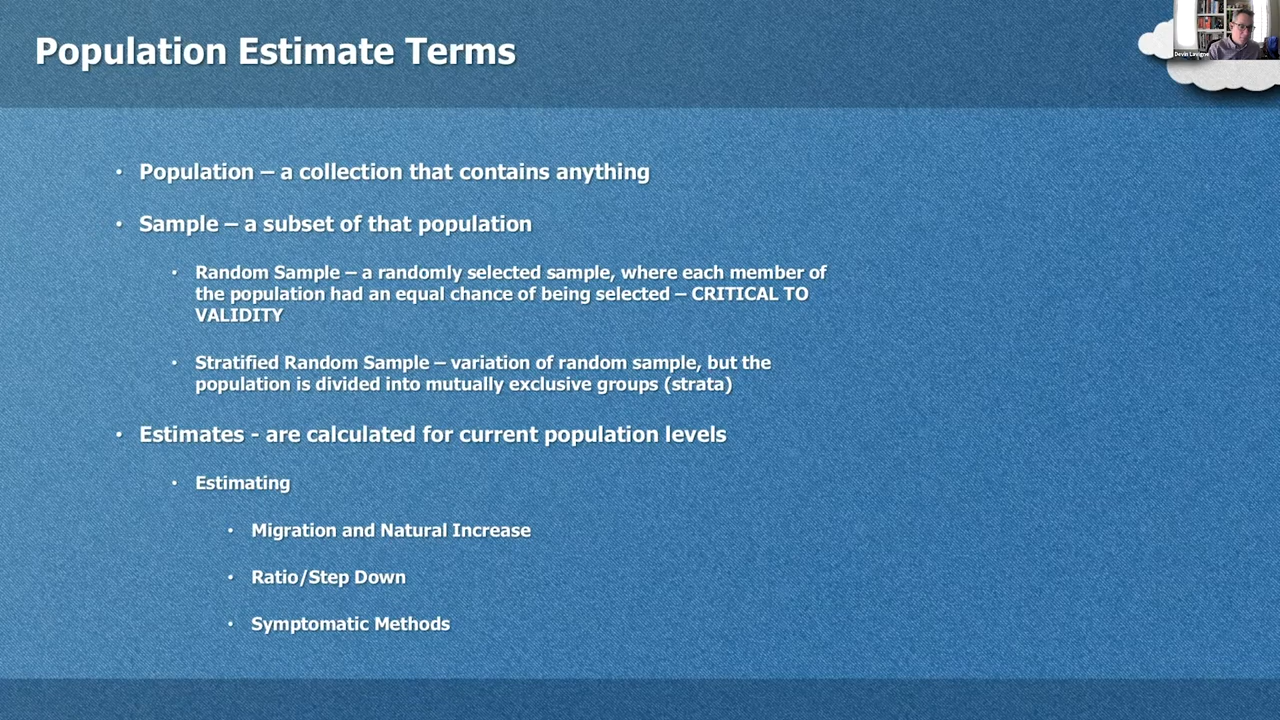 Population Estimate Terms
Devin Lavigne
• Population – a collection that contains anything
• Sample – a subset of that population
• Random Sample – a randomly selected sample, where each member of
the population had an equal chance of being selected – CRITICAL TO
VALIDITY
• Stratified Random Sample – variation of random sample, but the
population is divided into mutually exclusive groups (strata)
• Estimates - are calculated for current population levels
• Estimating
• Migration and Natural Increase
• Ratio/Step Down
• Symptomatic Methods